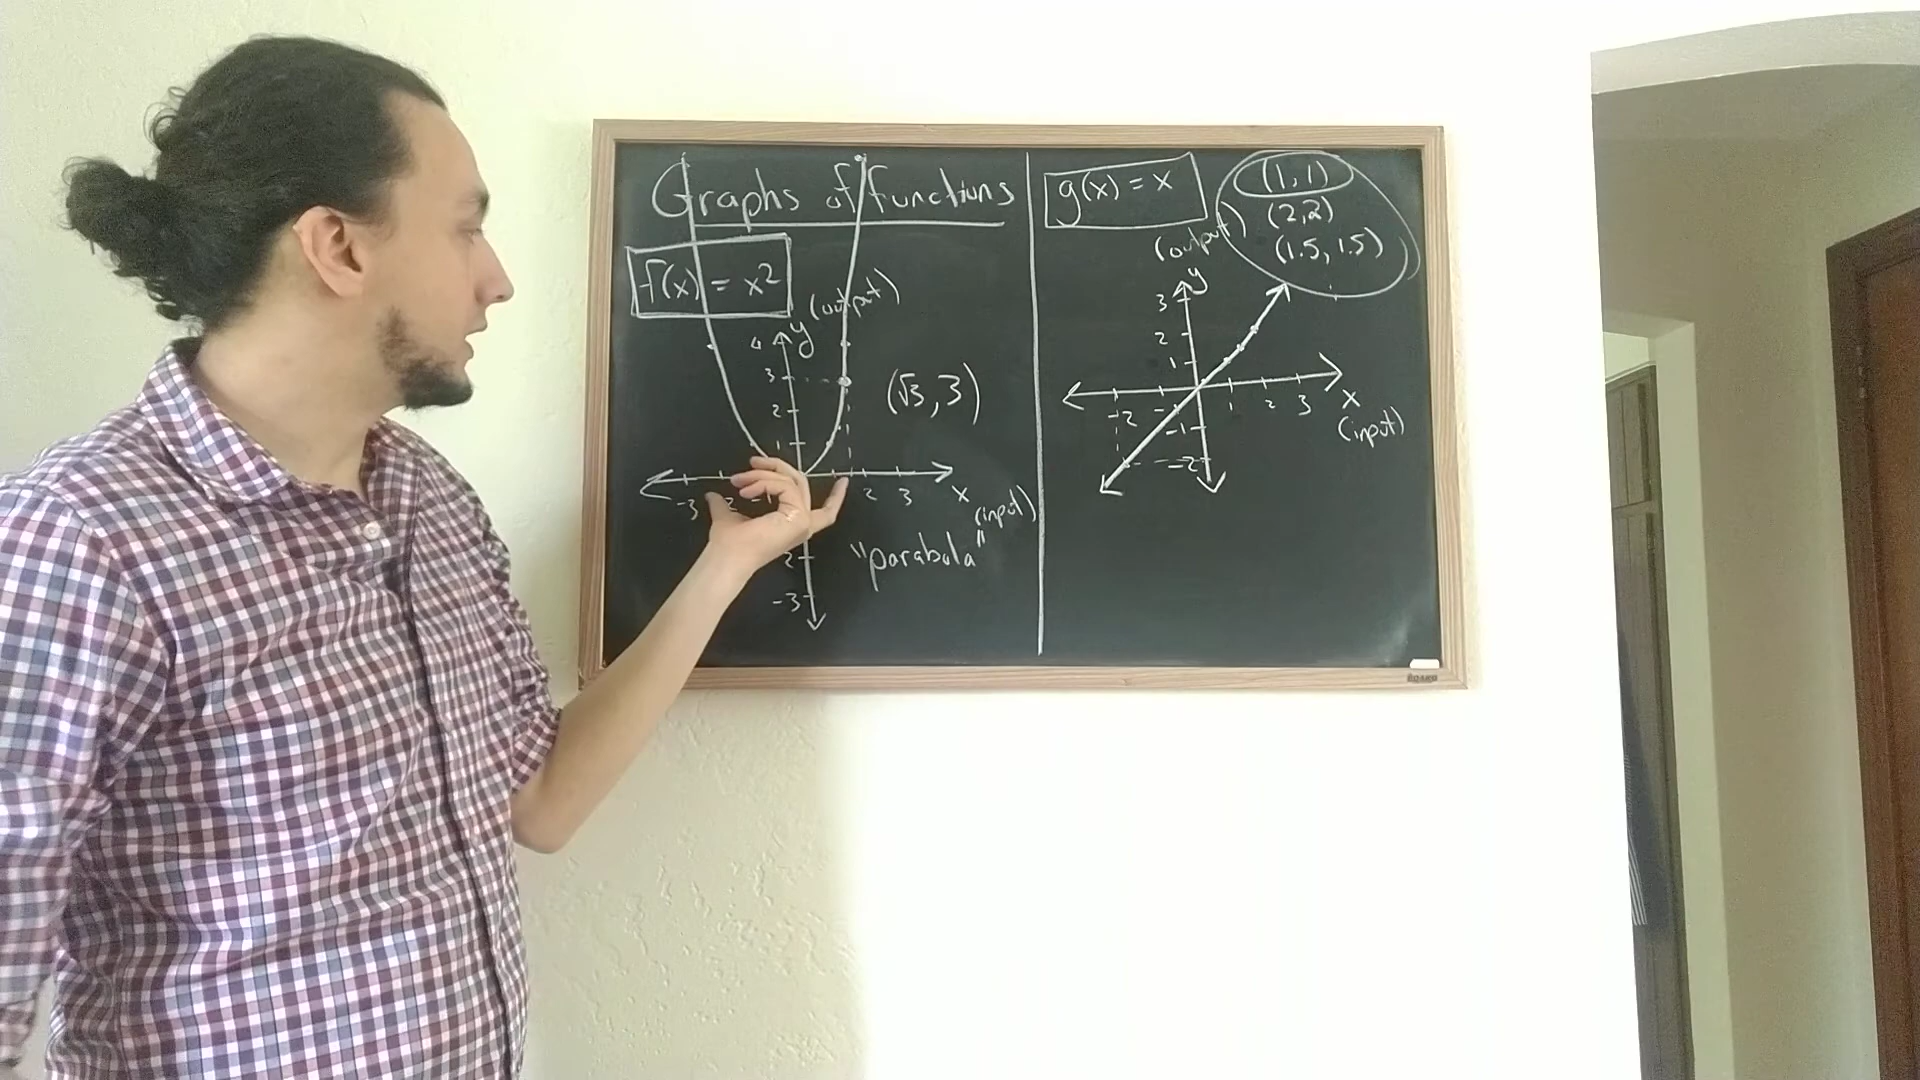 Graphs of functions
f(x) = x²
y (output)
4
3
2
1
(√3, 3)
-3 2 -1 2 3 x
(input)
2
-3
"parabola"
g(x) = x
(1,1)
(2,2)
(1.5, 1.5)
(output)
y
3
2
1
-2 -1 1 2 3 x
(input)
-1
-2
BOARD